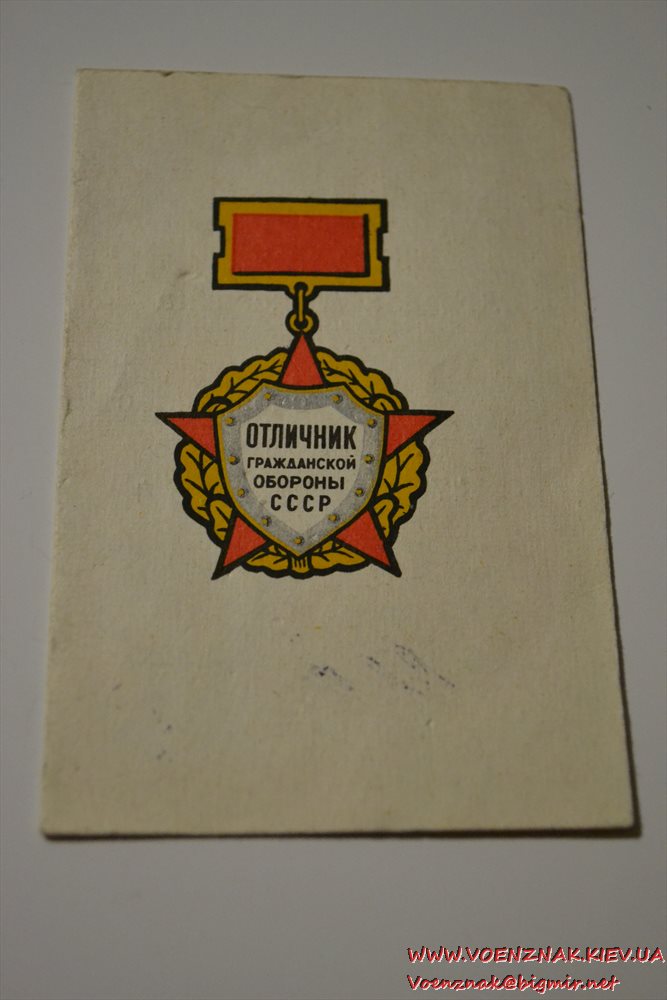 ОТЛИЧНИК
ГРАЖДАНСКОЙ
ОБОРОНЫ
СССР
WWW.VOENZNAK.KIEV.UA
Voenznak@bigmir.net